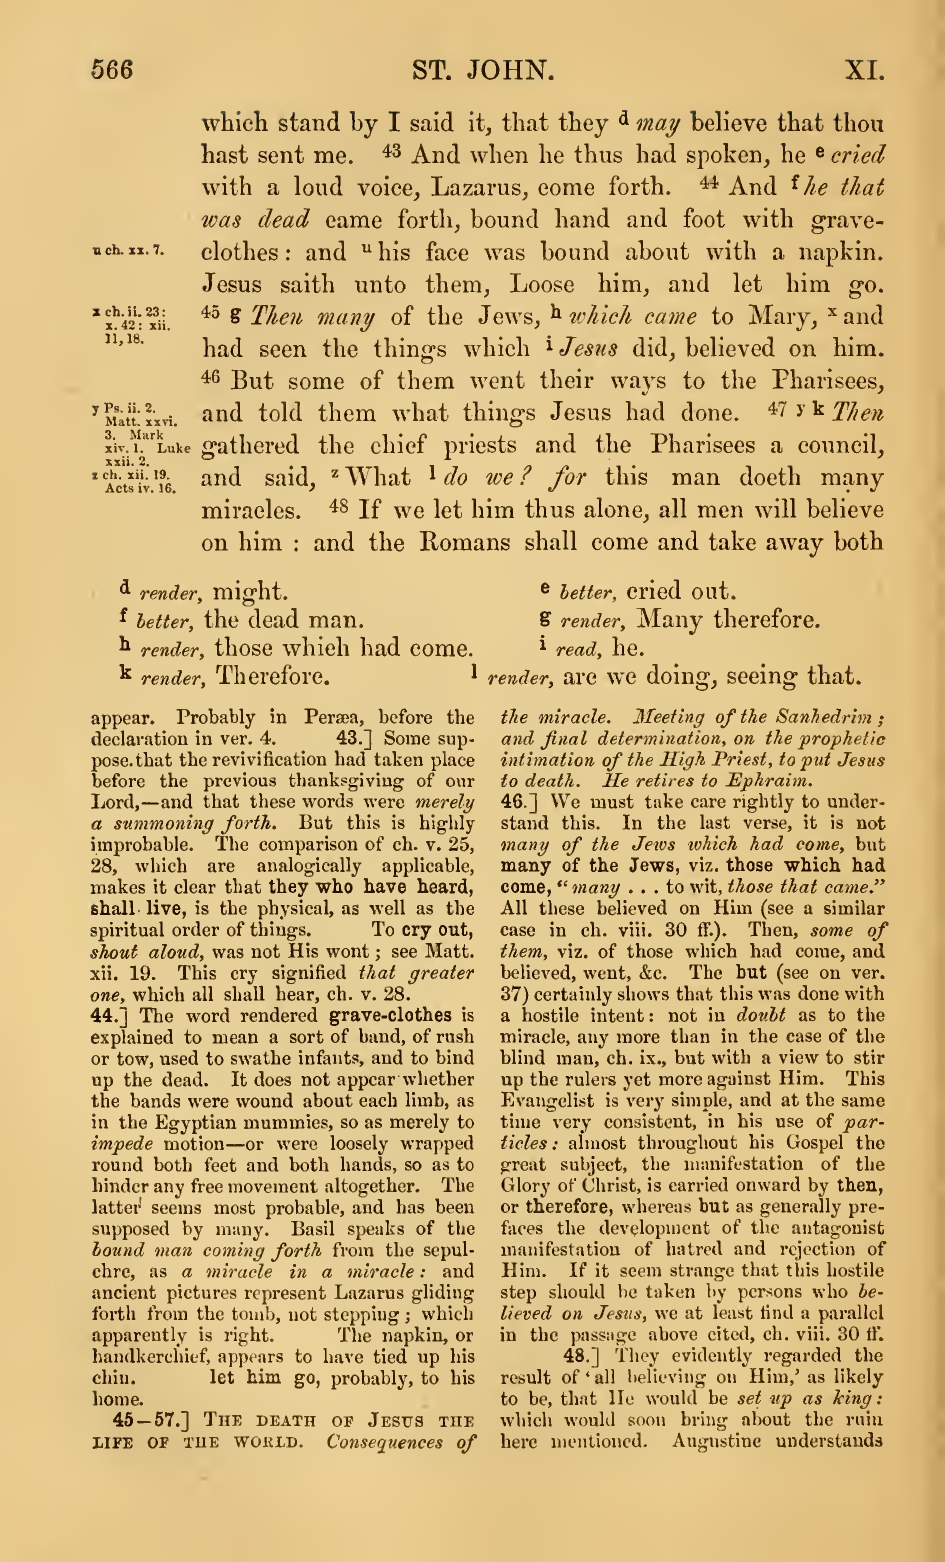 566 ST. JOHN. XI.
which stand by I said it, that they d may believe that thou
hast sent me. 43 And when he thus had spoken, he e cried
with a loud voice, Lazarus, come forth. 44 And f he that
was dead came forth, bound hand and foot with grave-
u ch. xx. 7.
clothes: and u his face was bound about with a napkin.
Jesus saith unto them, Loose him, and let him go.
x ch. ii. 23:
x. 42: xii.
11, 18.
45 g Then many of the Jews, h which came to Mary, x and
had seen the things which i Jesus did, believed on him.
46 But some of them went their ways to the Pharisees,
y Ps. ii. 2.
Matt. xxvi.
3. Mark
xiv. 1. Luke
xxii. 2.
and told them what things Jesus had done. 47 y k Then
gathered the chief priests and the Pharisees a council,
z ch. xii. 19.
Acts iv. 16.
and said, z What l do we? for this man doeth many
miracles. 48 If we let him thus alone, all men will believe
on him : and the Romans shall come and take away both
d render, might.
e better, cried out.
f better, the dead man.
g render, Many therefore.
h render, those which had come.
i read, he.
k render, Therefore.
l render, are we doing, seeing that.
appear. Probably in Peræa, before the
declaration in ver. 4. 43.] Some sup-
pose that the revivification had taken place
before the previous thanksgiving of our
Lord,—and that these words were merely
a summoning forth. But this is highly
improbable. The comparison of ch. v. 25,
28, which are analogically applicable,
makes it clear that they who have heard,
shall live, is the physical, as well as the
spiritual order of things. To cry out,
shout aloud, was not His wont; see Matt.
xii. 19. This cry signified that greater
one, which all shall hear, ch. v. 28.
44.] The word rendered grave-clothes is
explained to mean a sort of band, of rush
or tow, used to swathe infants, and to bind
up the dead. It does not appear whether
the bands were wound about each limb, as
in the Egyptian mummies, so as merely to
impede motion—or were loosely wrapped
round both feet and both hands, so as to
hinder any free movement altogether. The
latter seems most probable, and has been
supposed by many. Basil speaks of the
bound man coming forth from the sepul-
chre, as a miracle in a miracle: and
ancient pictures represent Lazarus gliding
forth from the tomb, not stepping; which
apparently is right. The napkin, or
handkerchief, appears to have tied up his
chin. let him go, probably, to his
home.
45–57.] THE DEATH OF JESUS THE
LIFE OF THE WORLD. Consequences of
the miracle. Meeting of the Sanhedrim;
and final determination, on the prophetic
intimation of the High Priest, to put Jesus
to death. He retires to Ephraim.
46.] We must take care rightly to under-
stand this. In the last verse, it is not
many of the Jews which had come, but
many of the Jews, viz. those which had
come, “many . . . to wit, those that came.”
All these believed on Him (see a similar
case in ch. viii. 30 ff.). Then, some of
them, viz. of those which had come, and
believed, went, &c. The but (see on ver.
37) certainly shows that this was done with
a hostile intent: not in doubt as to the
miracle, any more than in the case of the
blind man, ch. ix., but with a view to stir
up the rulers yet more against Him. This
Evangelist is very simple, and at the same
time very consistent, in his use of par-
ticles: almost throughout his Gospel the
great subject, the manifestation of the
Glory of Christ, is carried onward by then,
or therefore, whereas but as generally pre-
faces the development of the antagonist
manifestation of hatred and rejection of
Him. If it seem strange that this hostile
step should be taken by persons who be-
lieved on Jesus, we at least find a parallel
in the passage above cited, ch. viii. 30 ff.
48.] They evidently regarded the
result of ‘all believing on Him,’ as likely
to be, that He would be set up as king:
which would soon bring about the ruin
here mentioned. Augustine understands